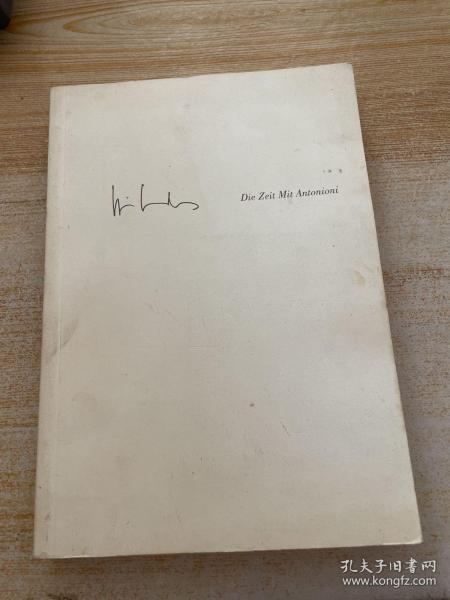 Die Zeit Mit Antonioni
孔夫子旧书网
www.kongfz.com